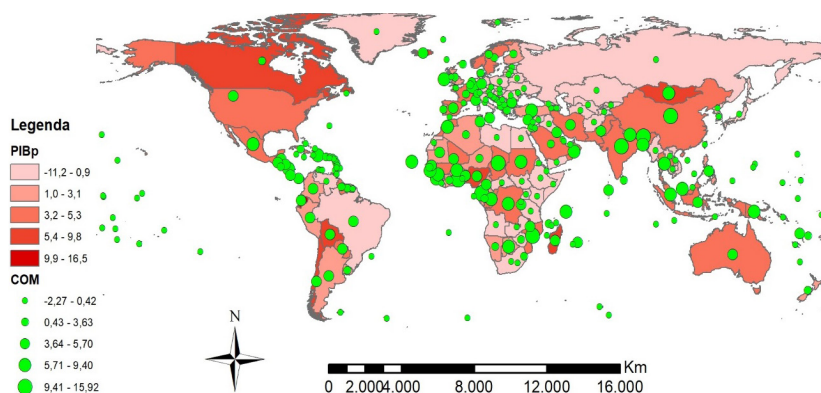 Legenda
PIBp
-11,2 - 0,9
1,0 - 3,1
3,2 - 5,3
5,4 - 9,8
9,9 - 16,5
COM
-2,27 - 0,42
0,43 - 3,63
3,64 - 5,70
5,71 - 9,40
9,41 - 15,92
N
Km
0 2.000 4.000 8.000 12.000 16.000